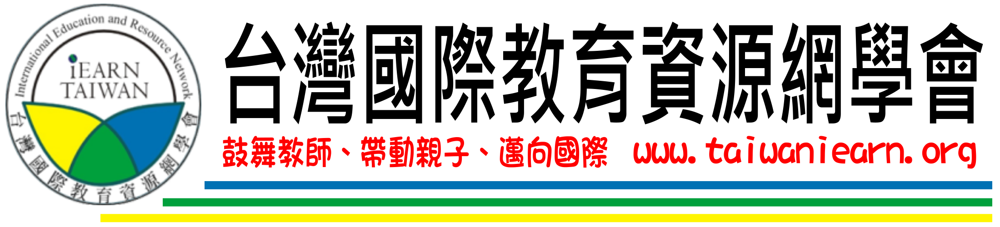 International Education and Resource Network
iEARN
TAIWAN
台灣國際教育資源網學會
台灣國際教育資源網學會
鼓舞教師、帶動親子、邁向國際 www.taiwaniearn.org